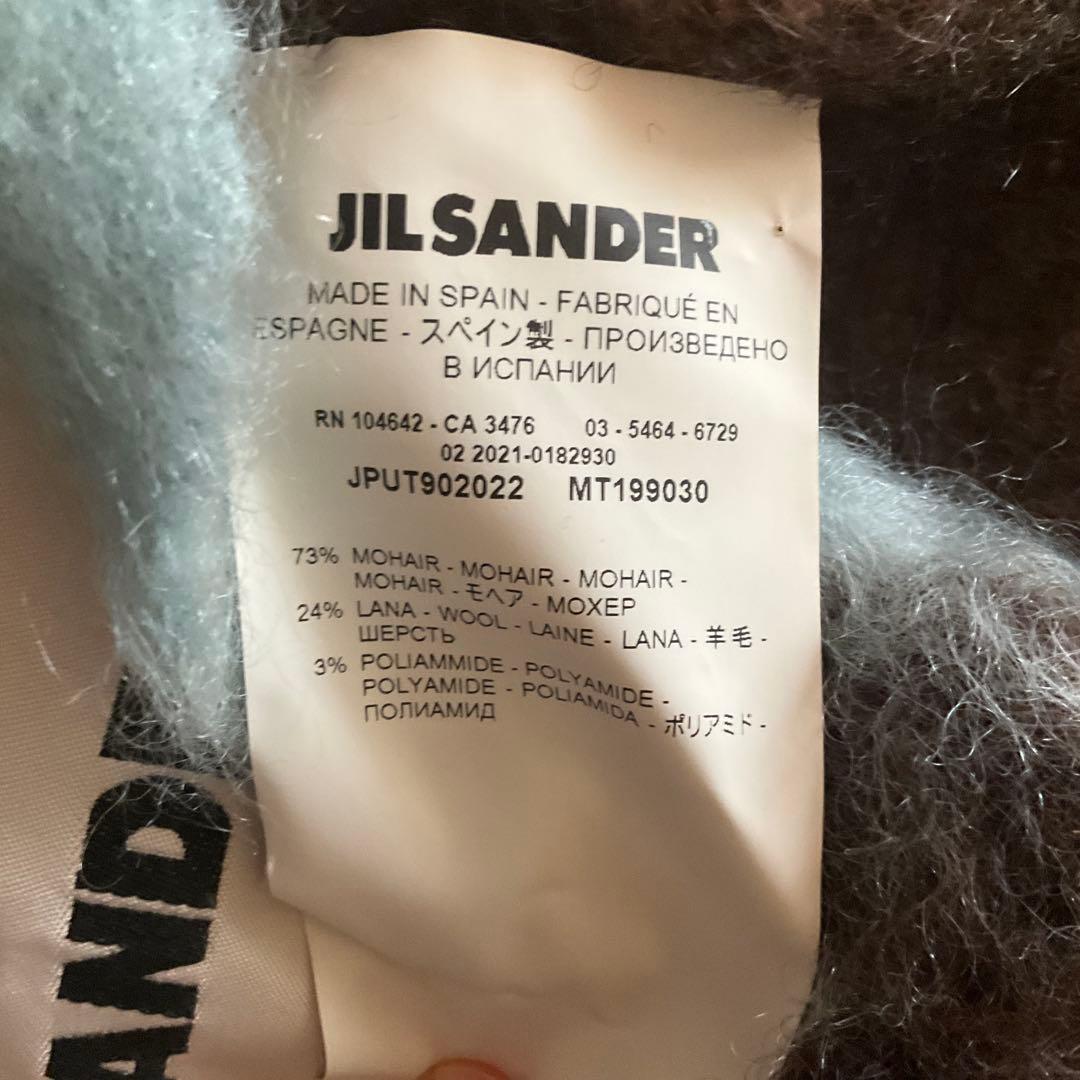 JIL SANDER
MADE IN SPAIN - FABRIQUÉ EN
ESPAGNE - スペイン製 - ПРОИЗВЕДЕНО
В ИСПАНИИ
RN 104642 - CA 3476 03 - 5464 - 6729
02 2021-0182930
JPUT902022 MT199030
73% MOHAIR - MOHAIR - MOHAIR -
MOHAIR - モヘア - МОХЕР
24% LANA - WOOL - LAINE - LANA - 羊毛 -
ШЕРСТЬ
3% POLIAMMIDE - POLYAMIDE -
POLYAMIDE - POLIAMIDA - ポリアミド -
ПОЛИАМИД
AND